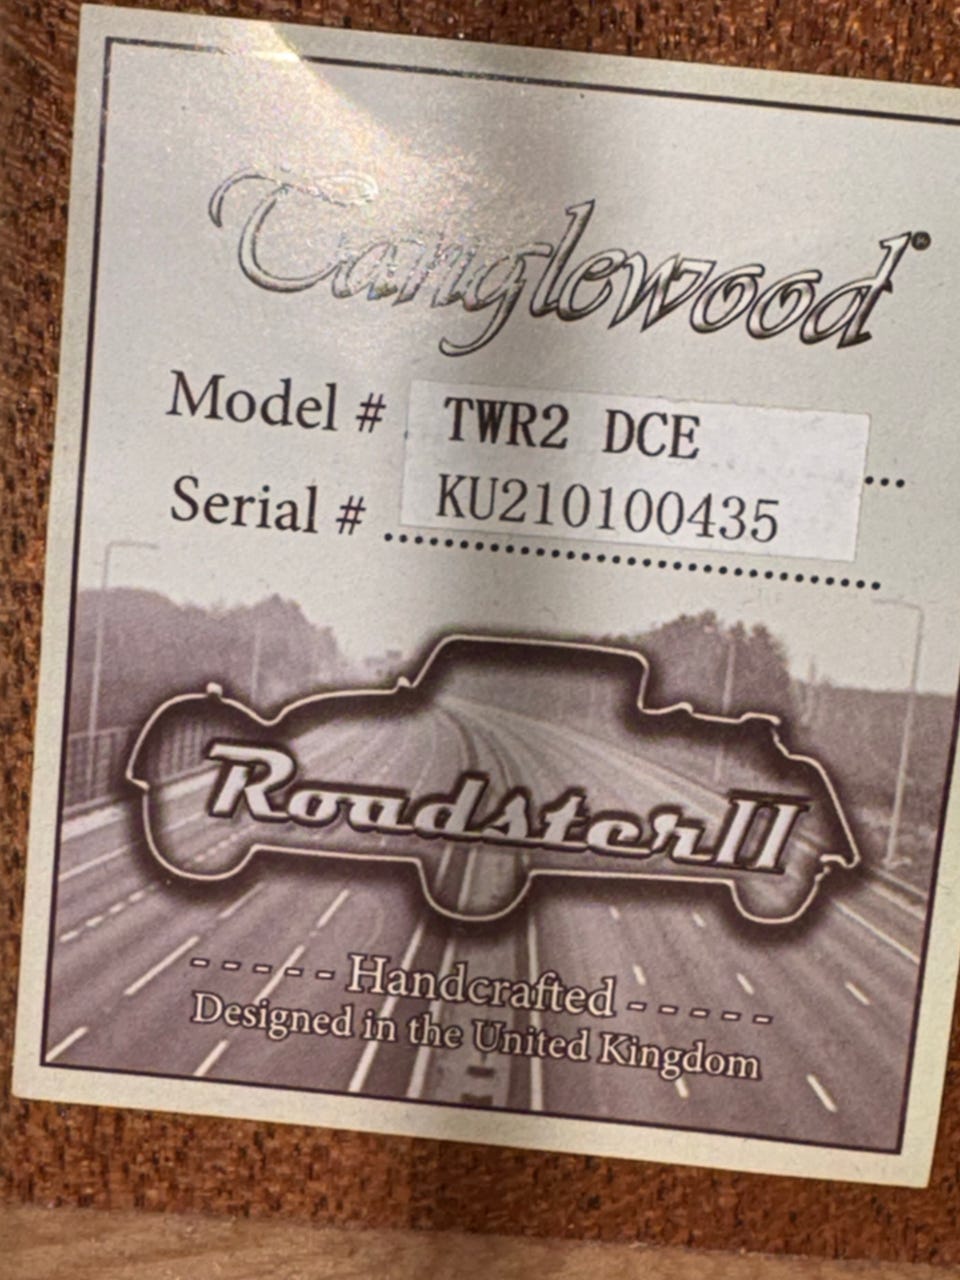 Tanglewood®
Model # TWR2 DCE ...
Serial # KU210100435
RoadsterII
- - - - - Handcrafted - - - - -
Designed in the United Kingdom